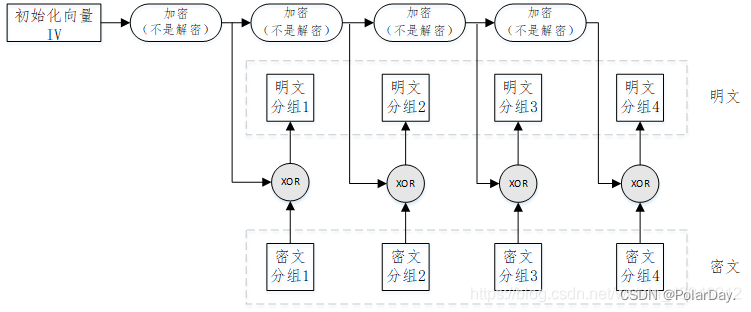 初始化向量
IV
加密
（不是解密）
加密
（不是解密）
加密
（不是解密）
加密
（不是解密）
明文
分组1
明文
分组2
明文
分组3
明文
分组4
明文
XOR
XOR
XOR
XOR
密文
分组1
密文
分组2
密文
分组3
密文
分组4
密文
https://blog.csdn.net/
CSDN @PolarDay.